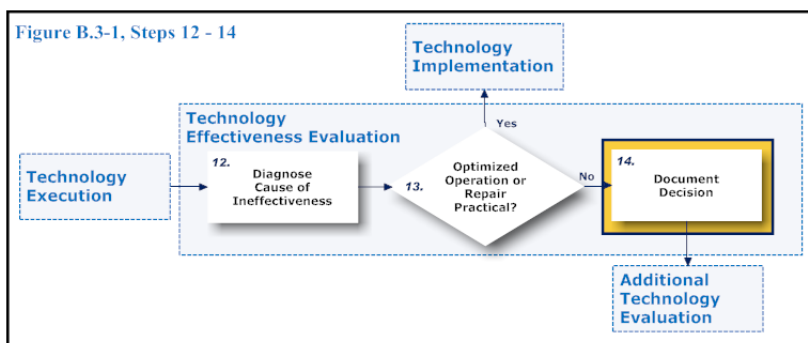 Figure B.3-1, Steps 12 - 14
Technology
Implementation
Technology
Effectiveness Evaluation
Yes
Technology
Execution
12.
Diagnose
Cause of
Ineffectiveness
13.
Optimized
Operation or
Repair
Practical?
No
14.
Document
Decision
Additional
Technology
Evaluation